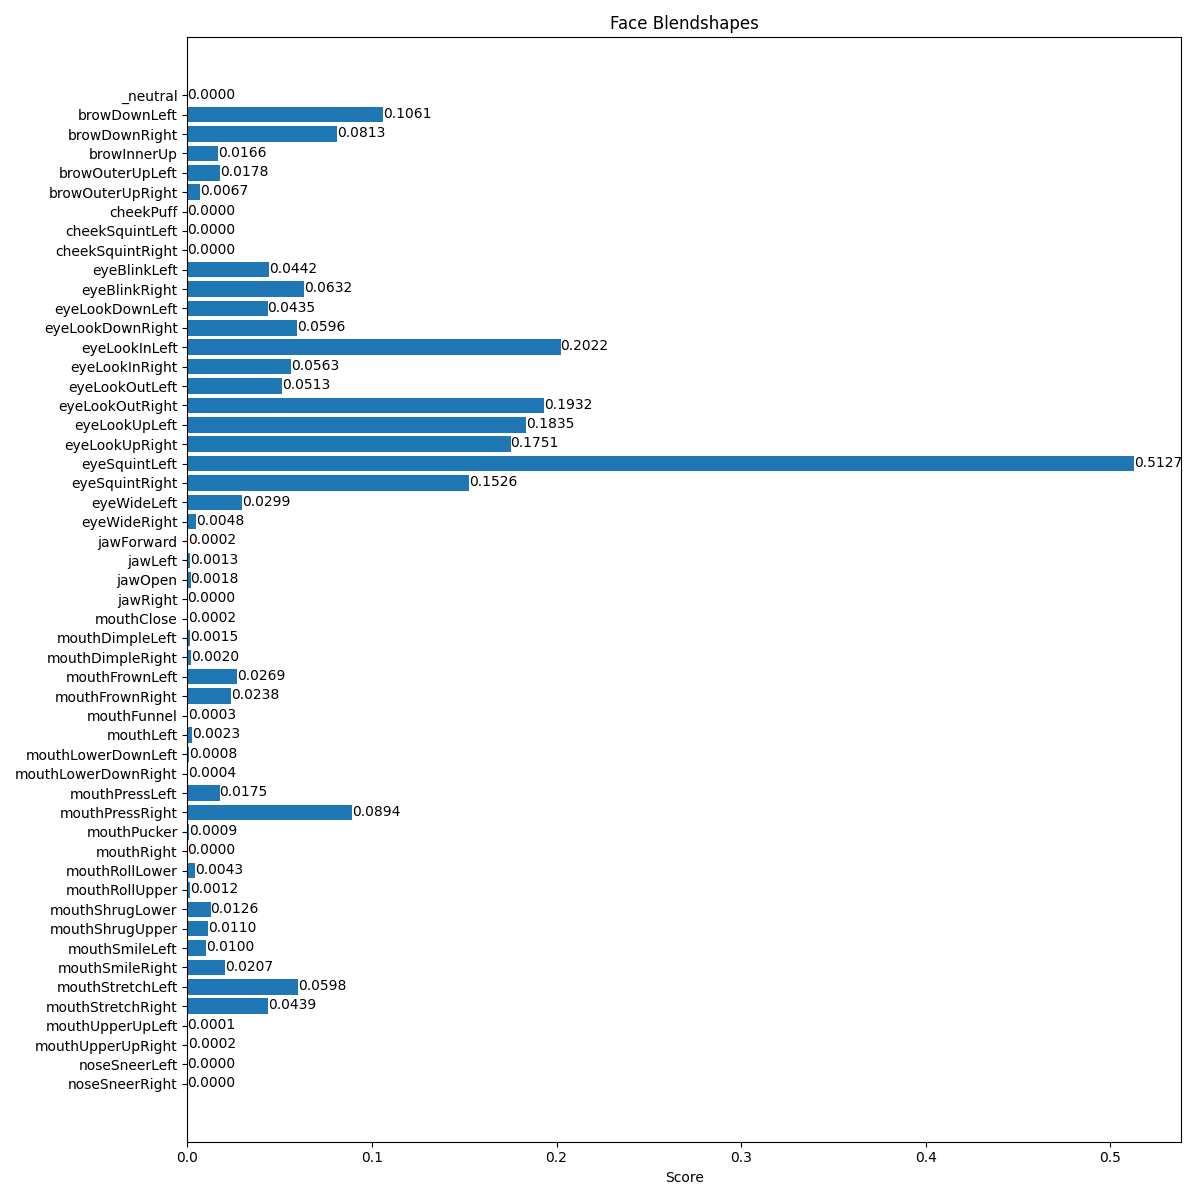 Face Blendshapes
_neutral 0.0000
browDownLeft 0.1061
browDownRight 0.0813
browInnerUp 0.0166
browOuterUpLeft 0.0178
browOuterUpRight 0.0067
cheekPuff 0.0000
cheekSquintLeft 0.0000
cheekSquintRight 0.0000
eyeBlinkLeft 0.0442
eyeBlinkRight 0.0632
eyeLookDownLeft 0.0435
eyeLookDownRight 0.0596
eyeLookInLeft 0.2022
eyeLookInRight 0.0563
eyeLookOutLeft 0.0513
eyeLookOutRight 0.1932
eyeLookUpLeft 0.1835
eyeLookUpRight 0.1751
eyeSquintLeft 0.5127
eyeSquintRight 0.1526
eyeWideLeft 0.0299
eyeWideRight 0.0048
jawForward 0.0002
jawLeft 0.0013
jawOpen 0.0018
jawRight 0.0000
mouthClose 0.0002
mouthDimpleLeft 0.0015
mouthDimpleRight 0.0020
mouthFrownLeft 0.0269
mouthFrownRight 0.0238
mouthFunnel 0.0003
mouthLeft 0.0023
mouthLowerDownLeft 0.0008
mouthLowerDownRight 0.0004
mouthPressLeft 0.0175
mouthPressRight 0.0894
mouthPucker 0.0009
mouthRight 0.0000
mouthRollLower 0.0043
mouthRollUpper 0.0012
mouthShrugLower 0.0126
mouthShrugUpper 0.0110
mouthSmileLeft 0.0100
mouthSmileRight 0.0207
mouthStretchLeft 0.0598
mouthStretchRight 0.0439
mouthUpperUpLeft 0.0001
mouthUpperUpRight 0.0002
noseSneerLeft 0.0000
noseSneerRight 0.0000
0.0 0.1 0.2 0.3 0.4 0.5
Score